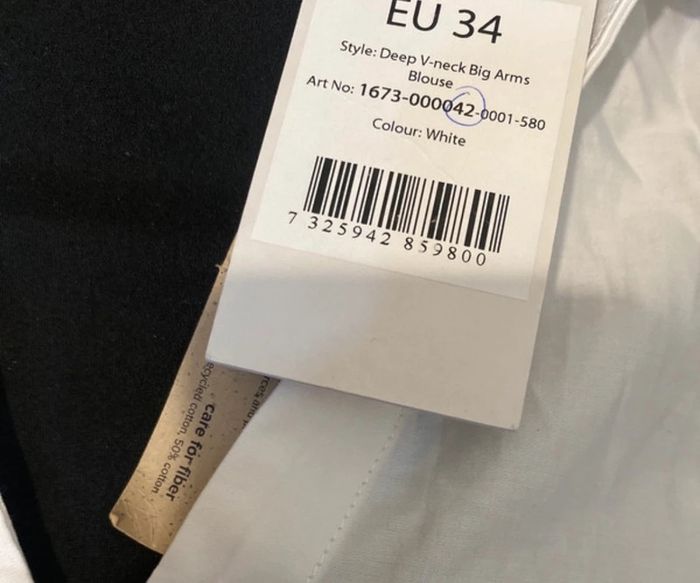 EU 34
Style: Deep V-neck Big Arms
Blouse
Art No: 1673-000042-0001-580
Colour: White
7 325942 859800
care for fiber
ecycled cotton, 50% cotton